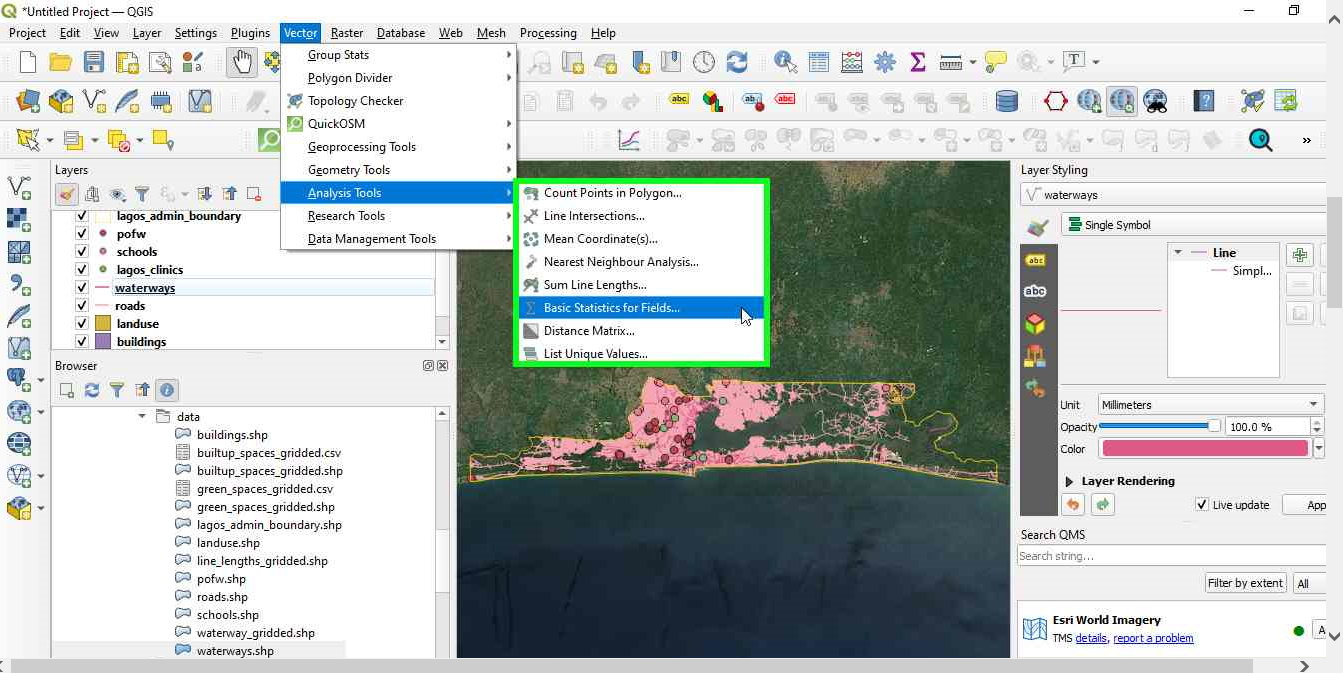 *Untitled Project — QGIS
Project Edit View Layer Settings Plugins Vector Raster Database Web Mesh Processing Help
Group Stats
Polygon Divider
Topology Checker
QuickOSM
Geoprocessing Tools
Geometry Tools
Analysis Tools
Research Tools
Data Management Tools
Count Points in Polygon...
Line Intersections...
Mean Coordinate(s)...
Nearest Neighbour Analysis...
Sum Line Lengths...
Basic Statistics for Fields...
Distance Matrix...
List Unique Values...
abc
ab
abc
T
»
Layers
lagos_admin_boundary
pofw
schools
lagos_clinics
waterways
roads
landuse
buildings
Browser
data
buildings.shp
builtup_spaces_gridded.csv
builtup_spaces_gridded.shp
green_spaces_gridded.csv
green_spaces_gridded.shp
lagos_admin_boundary.shp
landuse.shp
line_lengths_gridded.shp
pofw.shp
roads.shp
schools.shp
waterway_gridded.shp
waterways.shp
Layer Styling
waterways
Single Symbol
abc
abc
Line
Simpl...
Unit Millimeters
Opacity 100.0 %
Color
Layer Rendering
Live update App
Search QMS
Search string...
Filter by extent All
Esri World Imagery
TMS details, report a problem
A